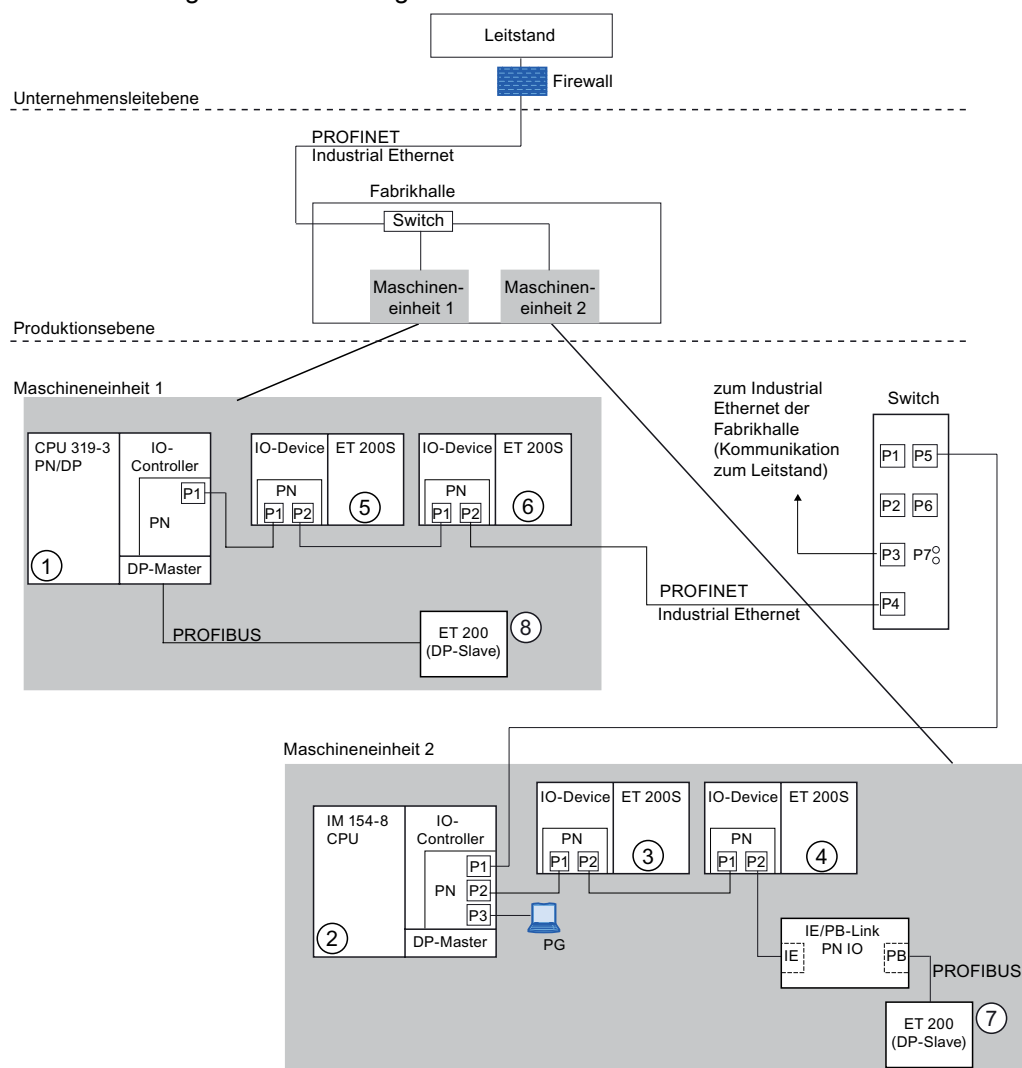 Leitstand
Firewall
Unternehmensleitebene
PROFINET
Industrial Ethernet
Fabrikhalle
Switch
Maschinen-
einheit 1
Maschinen-
einheit 2
Produktionsebene
Maschineneinheit 1
CPU 319-3
PN/DP
IO-
Controller
P1
PN
1
DP-Master
IO-Device
ET 200S
PN
P1 P2
5
IO-Device
ET 200S
PN
P1 P2
6
PROFIBUS
ET 200
(DP-Slave)
8
zum Industrial
Ethernet der
Fabrikhalle
(Kommunikation
zum Leitstand)
Switch
P1 P5
P2 P6
P3 P7
P4
PROFINET
Industrial Ethernet
Maschineneinheit 2
IM 154-8
CPU
IO-
Controller
P1
PN P2
P3
2
DP-Master
PG
IO-Device
ET 200S
PN
P1 P2
3
IO-Device
ET 200S
PN
P1 P2
4
IE/PB-Link
PN IO
IE
PB
PROFIBUS
ET 200
(DP-Slave)
7